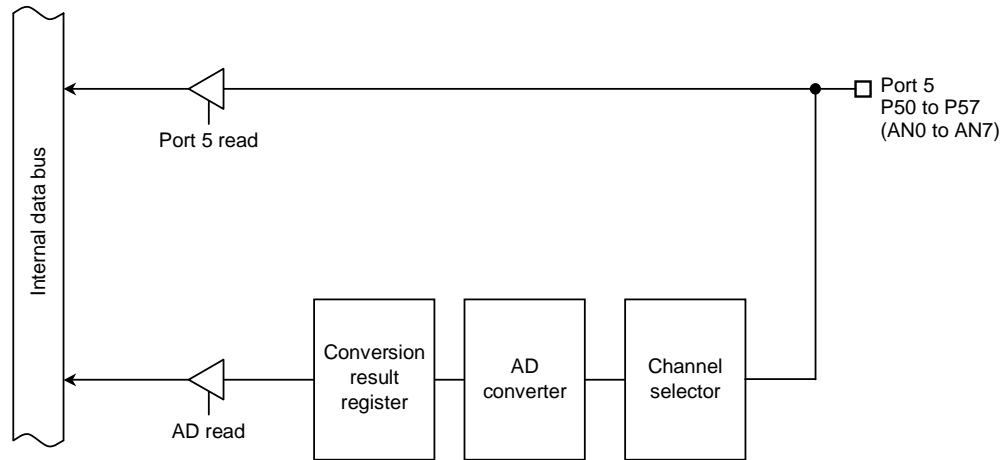 Internal data bus
Port 5 read
Port 5
P50 to P57
(AN0 to AN7)
AD read
Conversion
result
register
AD
converter
Channel
selector